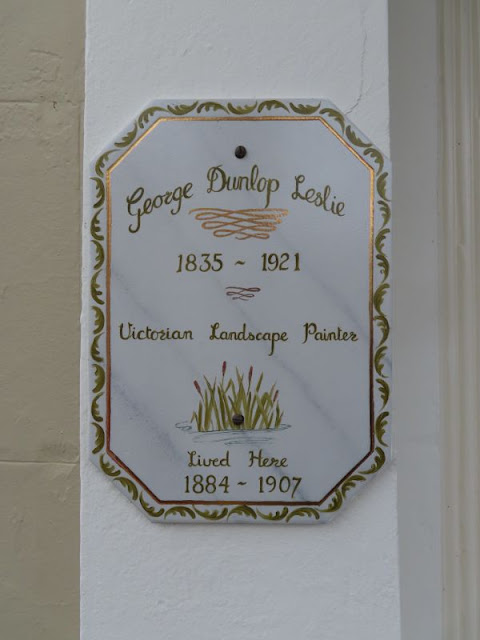 George Dunlop Leslie
1835 ~ 1921
Victorian Landscape Painter
Lived Here
1884 - 1907